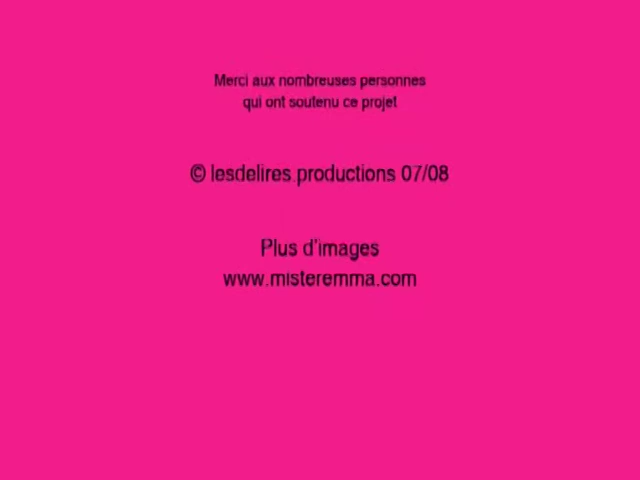 Merci aux nombreuses personnes
qui ont soutenu ce projet
© lesdelires.productions 07/08
Plus d'images
www.misteremma.com